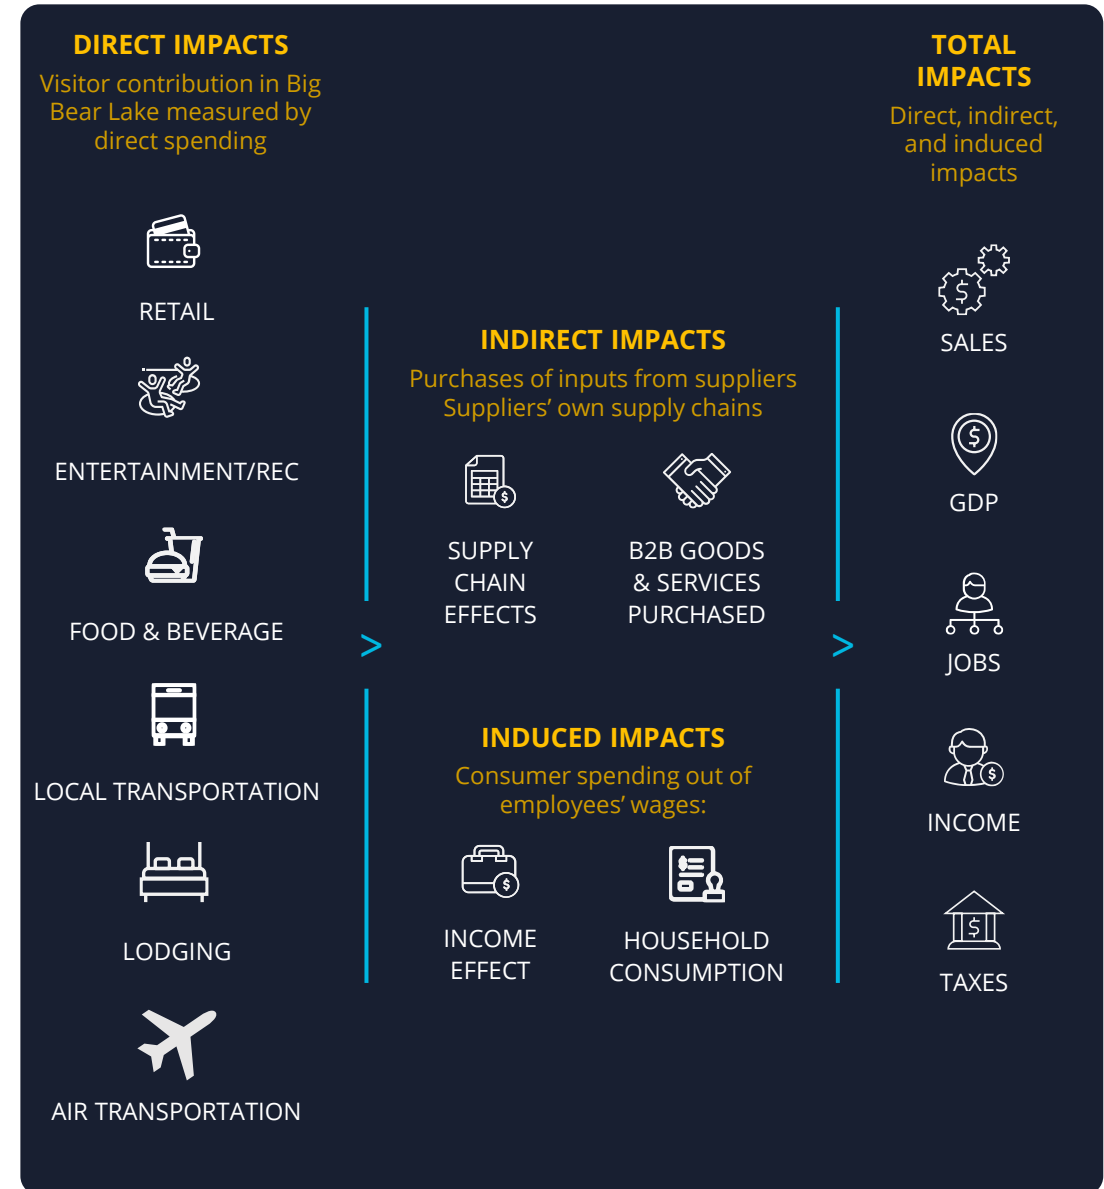 DIRECT IMPACTS
Visitor contribution in Big
Bear Lake measured by
direct spending
RETAIL
ENTERTAINMENT/REC
FOOD & BEVERAGE
LOCAL TRANSPORTATION
LODGING
AIR TRANSPORTATION
>
INDIRECT IMPACTS
Purchases of inputs from suppliers
Suppliers’ own supply chains
SUPPLY
CHAIN
EFFECTS
B2B GOODS
& SERVICES
PURCHASED
INDUCED IMPACTS
Consumer spending out of
employees’ wages:
INCOME
EFFECT
HOUSEHOLD
CONSUMPTION
>
TOTAL
IMPACTS
Direct, indirect,
and induced
impacts
SALES
GDP
JOBS
INCOME
TAXES